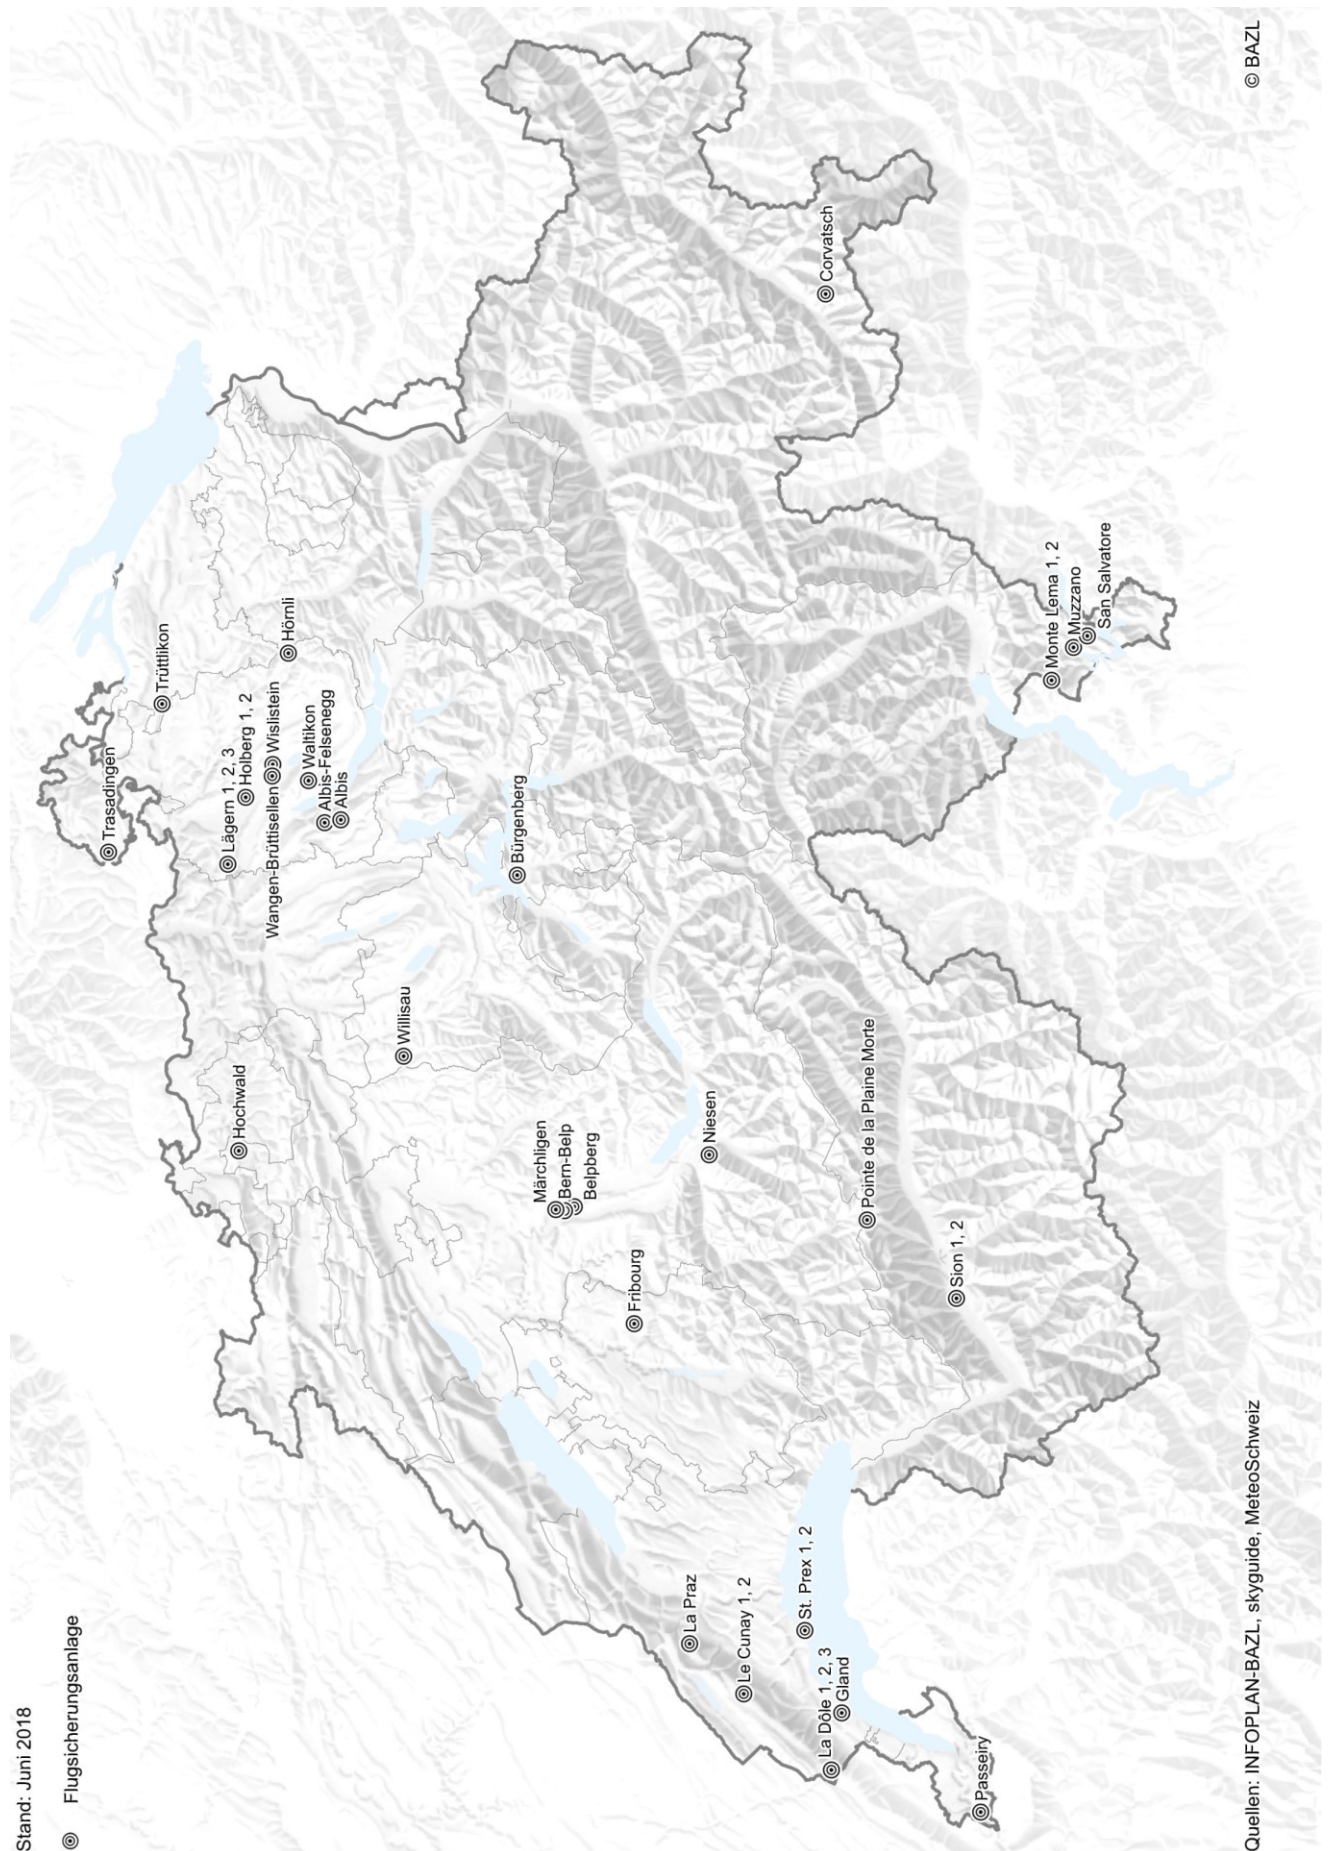 Stand: Juni 2018
Flugsicherungsanlage
Trasadingen
Trüttlikon
Lägern 1, 2, 3
Holberg 1, 2
Hochwald
Wangen-Brüttisellen
Wislistein
Hörnli
Waltikon
Albis-Felsenegg
Albis
Willisau
Bürgenberg
Märchligen
Bern-Belp
Belpberg
Fribourg
La Praz
Niesen
Le Cunay 1, 2
St. Prex 1, 2
Corvatsch
La Dôle 1, 2, 3
Gland
Pointe de la Plaine Morte
Sion 1, 2
Passeiry
Monte Lema 1, 2
Muzzano
San Salvatore
Quellen: INFOPLAN-BAZL, skyguide, MeteoSchweiz
© BAZL